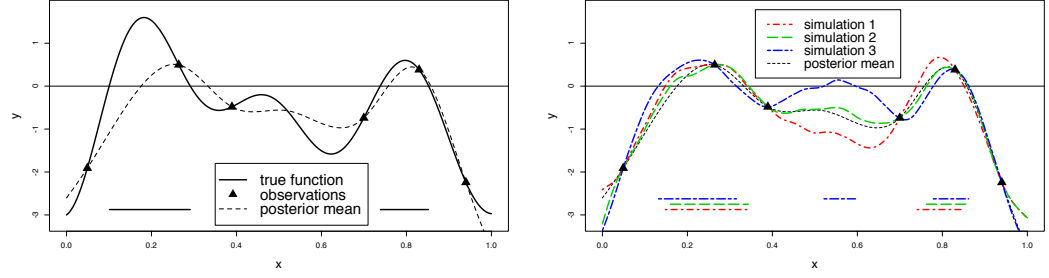 1
0
-1
-2
-3
y
true function
observations
posterior mean
0.0 0.2 0.4 0.6 0.8 1.0
x
1
0
-1
-2
-3
y
simulation 1
simulation 2
simulation 3
posterior mean
0.0 0.2 0.4 0.6 0.8 1.0
x